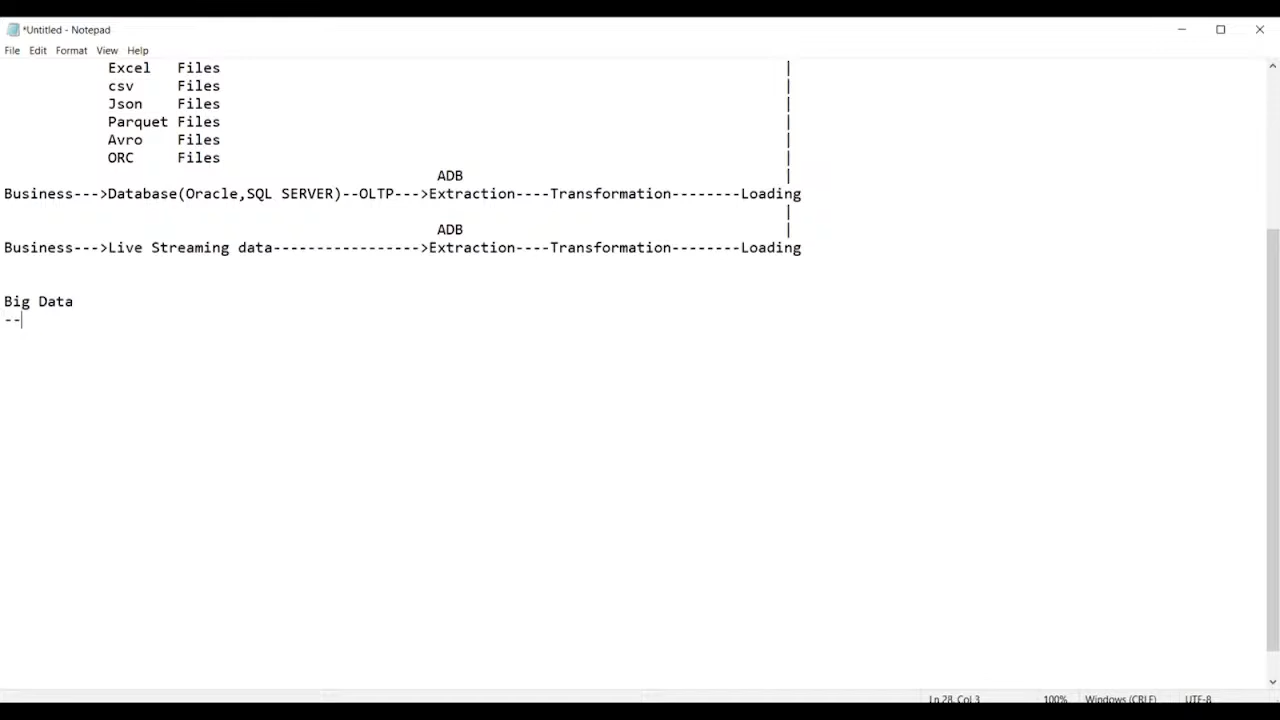 *Untitled - Notepad
File Edit Format View Help
Excel Files |
csv Files |
Json Files |
Parquet Files |
Avro Files |
ORC Files |
ADB |
Business--->Database(Oracle,SQL SERVER)--OLTP--->Extraction----Transformation--------Loading
|
ADB |
Business--->Live Streaming data----------------->Extraction----Transformation--------Loading
Big Data
--
Ln 28, Col 3 100% Windows (CRLF) UTF-8